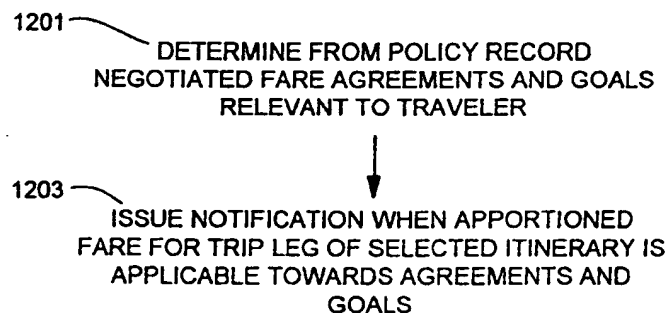 1201
DETERMINE FROM POLICY RECORD
NEGOTIATED FARE AGREEMENTS AND GOALS
RELEVANT TO TRAVELER
1203
ISSUE NOTIFICATION WHEN APPORTIONED
FARE FOR TRIP LEG OF SELECTED ITINERARY IS
APPLICABLE TOWARDS AGREEMENTS AND
GOALS